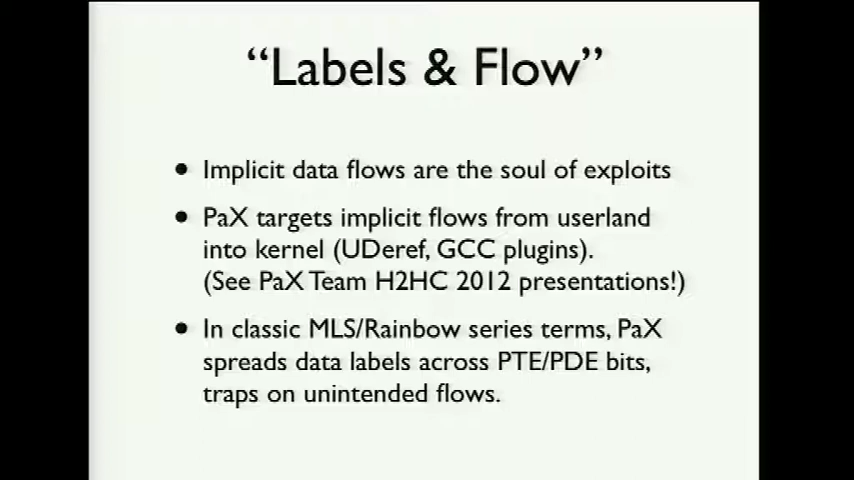 “Labels & Flow”
• Implicit data flows are the soul of exploits
• PaX targets implicit flows from userland
into kernel (UDeref, GCC plugins).
(See PaX Team H2HC 2012 presentations!)
• In classic MLS/Rainbow series terms, PaX
spreads data labels across PTE/PDE bits,
traps on unintended flows.